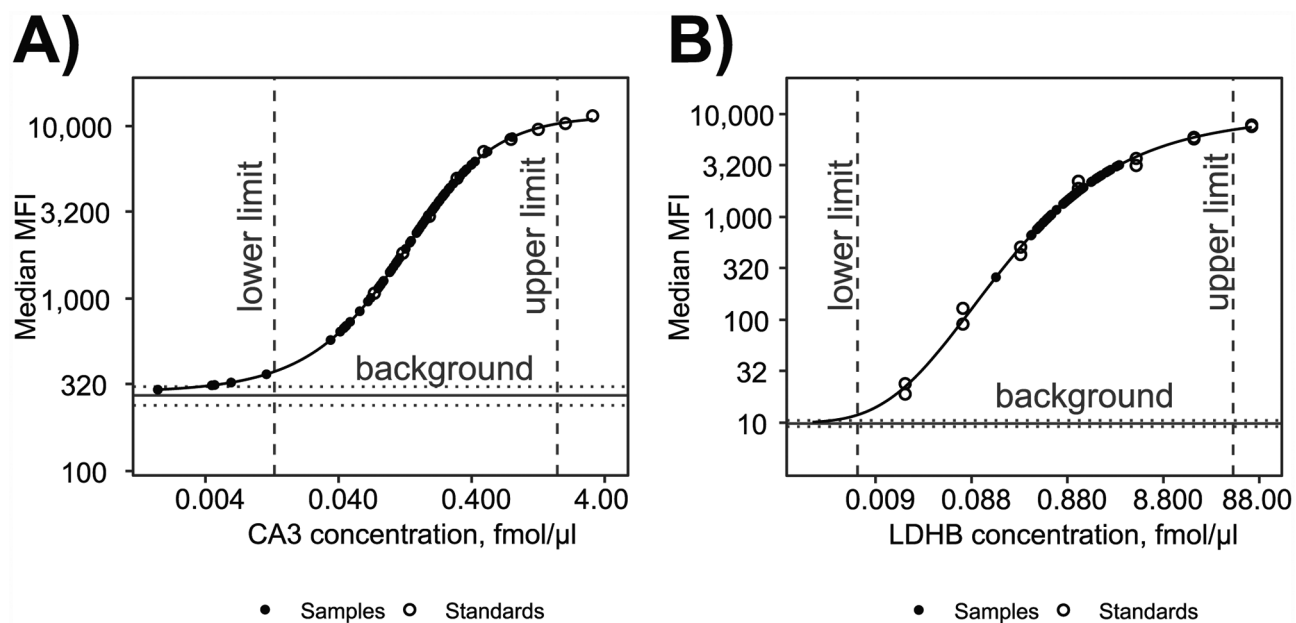 A)
Median MFI
10,000
3,200
1,000
320
100
lower limit
upper limit
background
0.004 0.040 0.400 4.00
CA3 concentration, fmol/µl
Samples Standards
B)
Median MFI
10,000
3,200
1,000
320
100
32
10
lower limit
upper limit
background
0.009 0.088 0.880 8.800 88.00
LDHB concentration, fmol/µl
Samples Standards